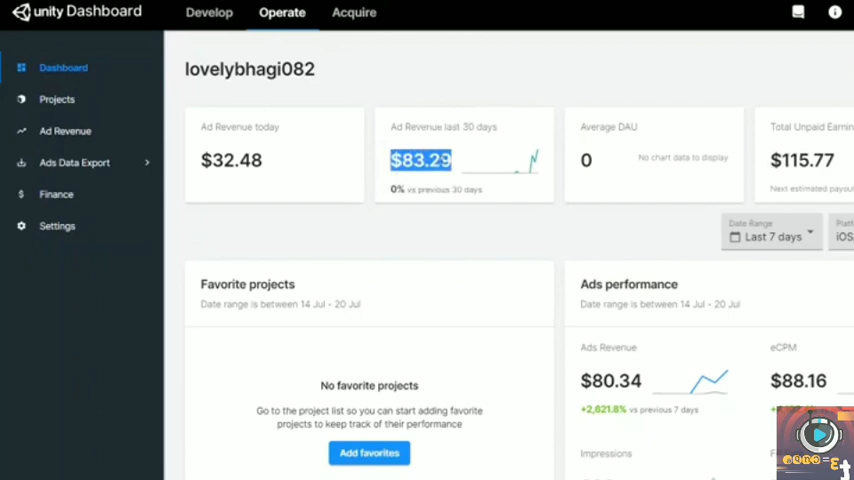 unity Dashboard
Develop Operate Acquire
Dashboard
Projects
Ad Revenue
Ads Data Export
Finance
Settings
lovelybhagi082
Ad Revenue today
$32.48
Ad Revenue last 30 days
$83.29
0% vs previous 30 days
Average DAU
0
No chart data to display
Total Unpaid Earnin
$115.77
Next estimated payou
Date Range
Last 7 days
Platf
iOS
Favorite projects
Date range is between 14 Jul - 20 Jul
No favorite projects
Go to the project list so you can start adding favorite
projects to keep track of their performance
Add favorites
Ads performance
Date range is between 14 Jul - 20 Jul
Ads Revenue
$80.34
+2,621.8% vs previous 7 days
eCPM
$88.16
Impressions